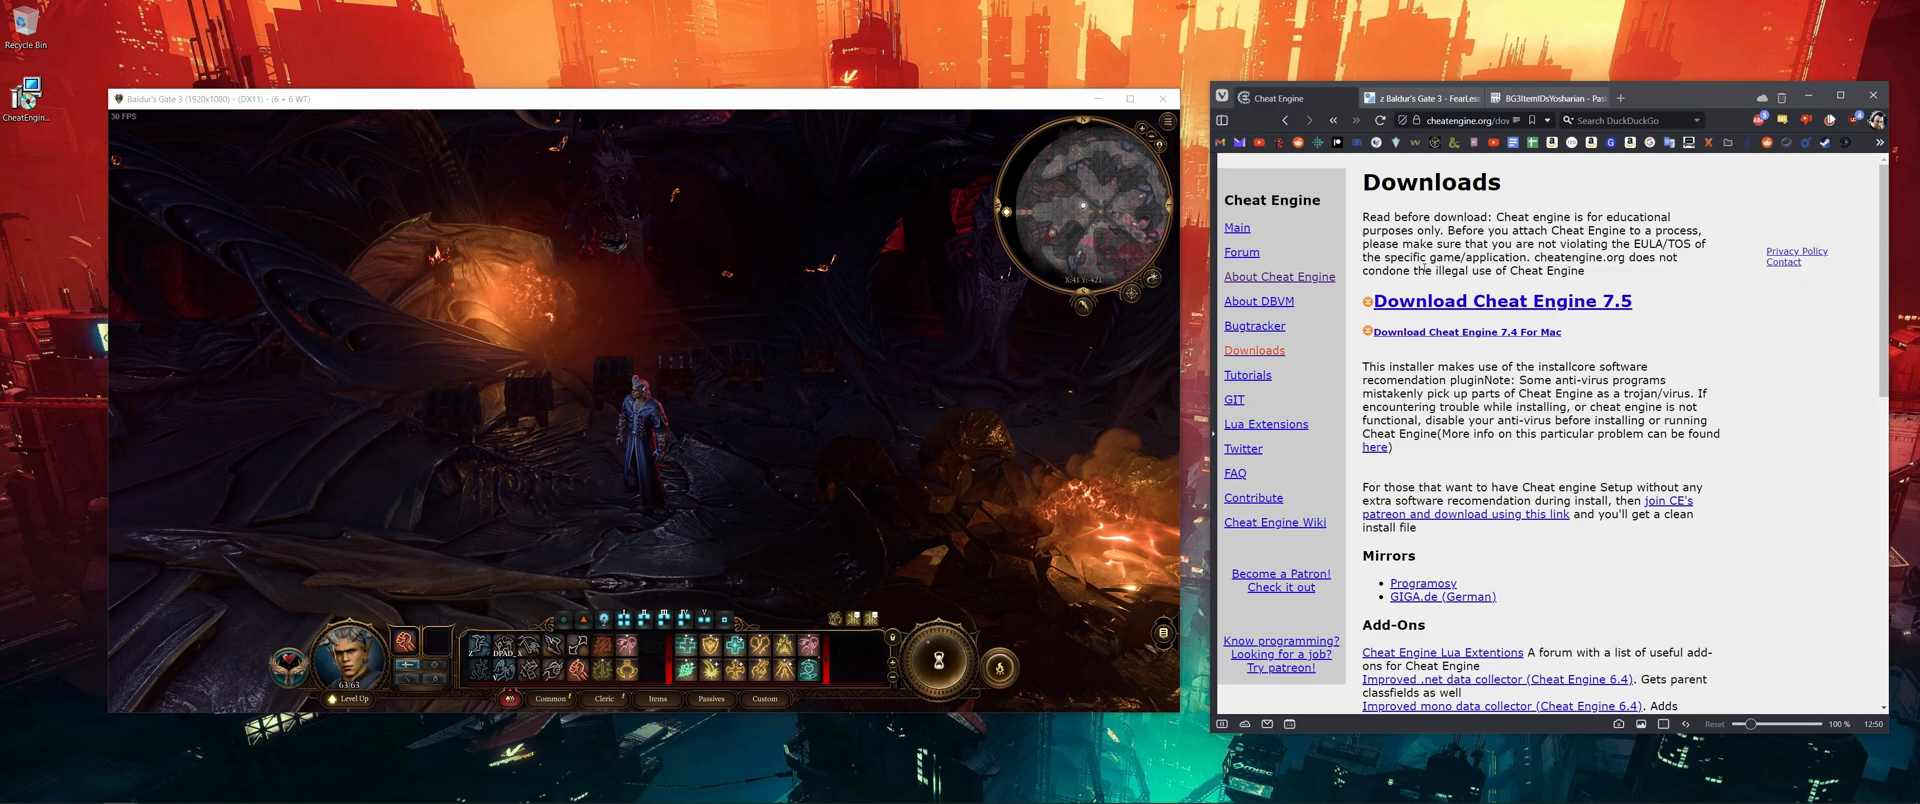 Recycle Bin
CheatEngin...
Baldur's Gate 3 (1920x1080) - (DX11) - (6 + 6 WT)
30 FPS
N
X:41 Y:-421
S
I II III IV V
Z DPAD_X
63/63
Level Up
Common
Cleric
Items
Passives
Custom
Cheat Engine
z Baldur's Gate 3 - FearLess
BG3ItemIDsYosharian - Past
cheatengine.org/dov
Search DuckDuckGo
Cheat Engine
Main
Forum
About Cheat Engine
About DBVM
Bugtracker
Downloads
Tutorials
GIT
Lua Extensions
Twitter
FAQ
Contribute
Cheat Engine Wiki
Become a Patron!
Check it out
Know programming?
Looking for a job?
Try patreon!
Downloads
Read before download: Cheat engine is for educational
purposes only. Before you attach Cheat Engine to a process,
please make sure that you are not violating the EULA/TOS of
the specific game/application. cheatengine.org does not
condone the illegal use of Cheat Engine
Privacy Policy
Contact
Download Cheat Engine 7.5
Download Cheat Engine 7.4 For Mac
This installer makes use of the installcore software
recomendation pluginNote: Some anti-virus programs
mistakenly pick up parts of Cheat Engine as a trojan/virus. If
encountering trouble while installing, or cheat engine is not
functional, disable your anti-virus before installing or running
Cheat Engine(More info on this particular problem can be found
here)
For those that want to have Cheat engine Setup without any
extra software recomendation during install, then join CE's
patreon and download using this link and you'll get a clean
install file
Mirrors
Programosy
GIGA.de (German)
Add-Ons
Cheat Engine Lua Extentions A forum with a list of useful add-
ons for Cheat Engine
Improved .net data collector (Cheat Engine 6.4). Gets parent
classfields as well
Improved mono data collector (Cheat Engine 6.4). Adds
Reset
100 %
12:50